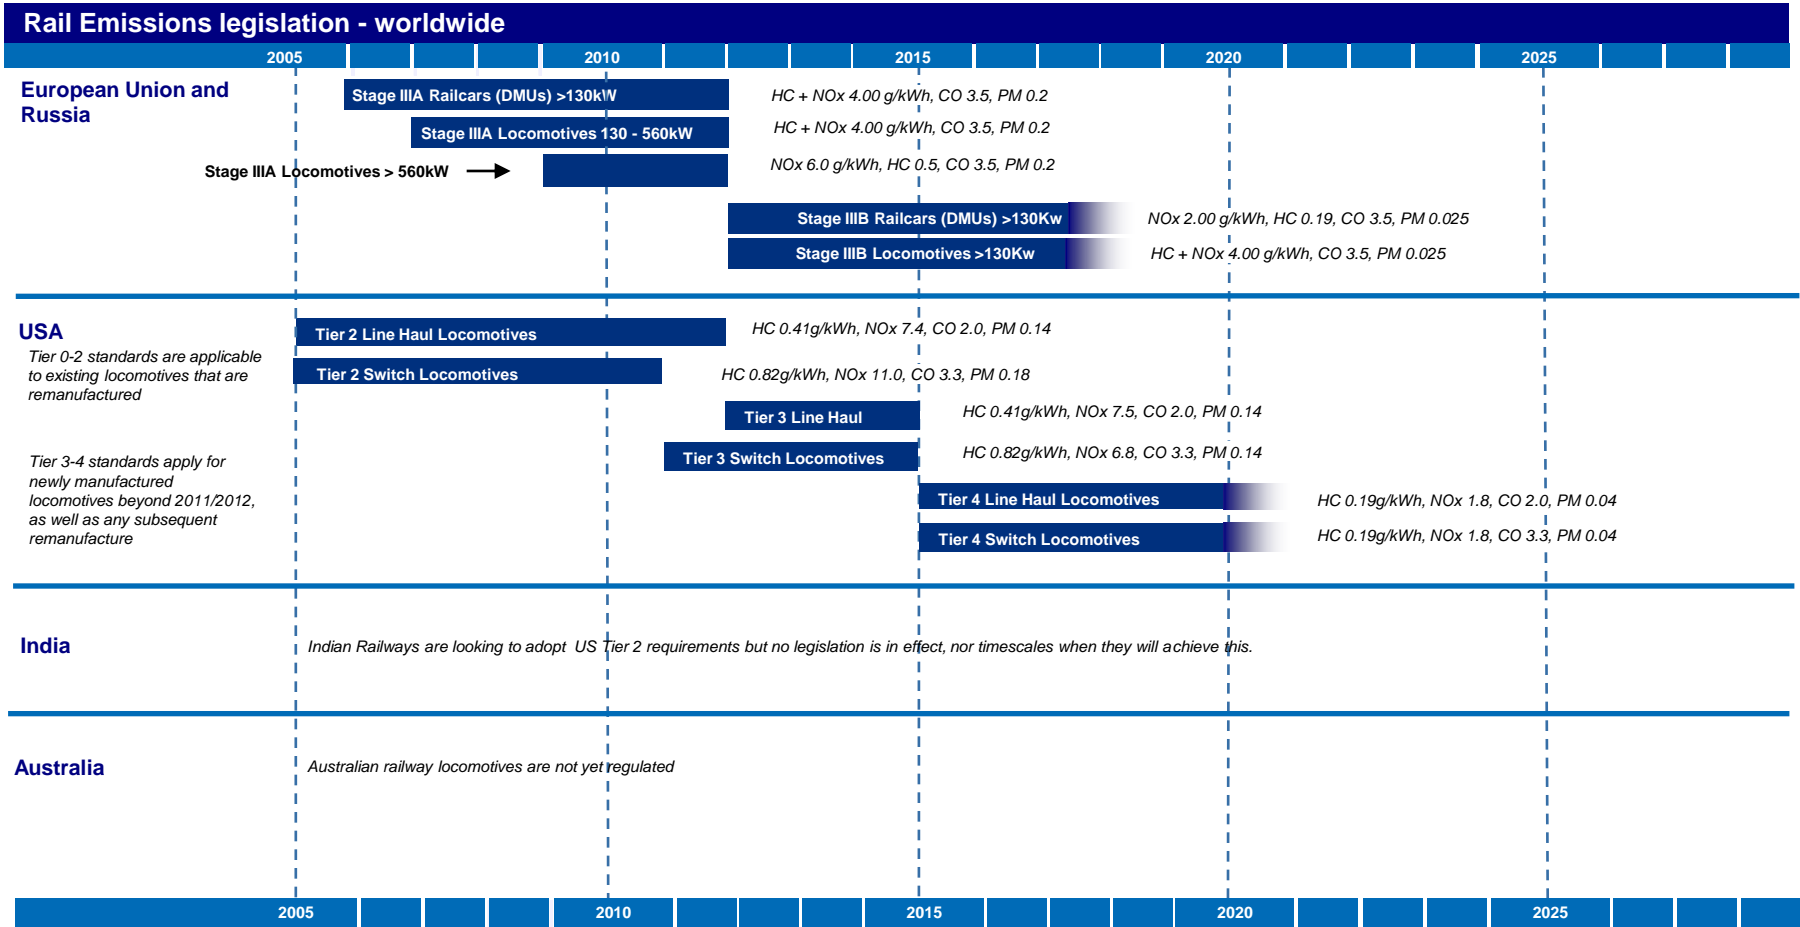 Rail Emissions legislation - worldwide
2005 2010 2015 2020 2025
European Union and
Russia
Stage IIIA Railcars (DMUs) >130kW
HC + NOx 4.00 g/kWh, CO 3.5, PM 0.2
Stage IIIA Locomotives 130 - 560kW
HC + NOx 4.00 g/kWh, CO 3.5, PM 0.2
Stage IIIA Locomotives > 560kW
NOx 6.0 g/kWh, HC 0.5, CO 3.5, PM 0.2
Stage IIIB Railcars (DMUs) >130Kw
NOx 2.00 g/kWh, HC 0.19, CO 3.5, PM 0.025
Stage IIIB Locomotives >130Kw
HC + NOx 4.00 g/kWh, CO 3.5, PM 0.025
USA
Tier 0-2 standards are applicable
to existing locomotives that are
remanufactured
Tier 2 Line Haul Locomotives
HC 0.41g/kWh, NOx 7.4, CO 2.0, PM 0.14
Tier 2 Switch Locomotives
HC 0.82g/kWh, NOx 11.0, CO 3.3, PM 0.18
Tier 3 Line Haul
HC 0.41g/kWh, NOx 7.5, CO 2.0, PM 0.14
Tier 3 Switch Locomotives
HC 0.82g/kWh, NOx 6.8, CO 3.3, PM 0.14
Tier 3-4 standards apply for
newly manufactured
locomotives beyond 2011/2012,
as well as any subsequent
remanufacture
Tier 4 Line Haul Locomotives
HC 0.19g/kWh, NOx 1.8, CO 2.0, PM 0.04
Tier 4 Switch Locomotives
HC 0.19g/kWh, NOx 1.8, CO 3.3, PM 0.04
India
Indian Railways are looking to adopt US Tier 2 requirements but no legislation is in effect, nor timescales when they will achieve this.
Australia
Australian railway locomotives are not yet regulated
2005 2010 2015 2020 2025